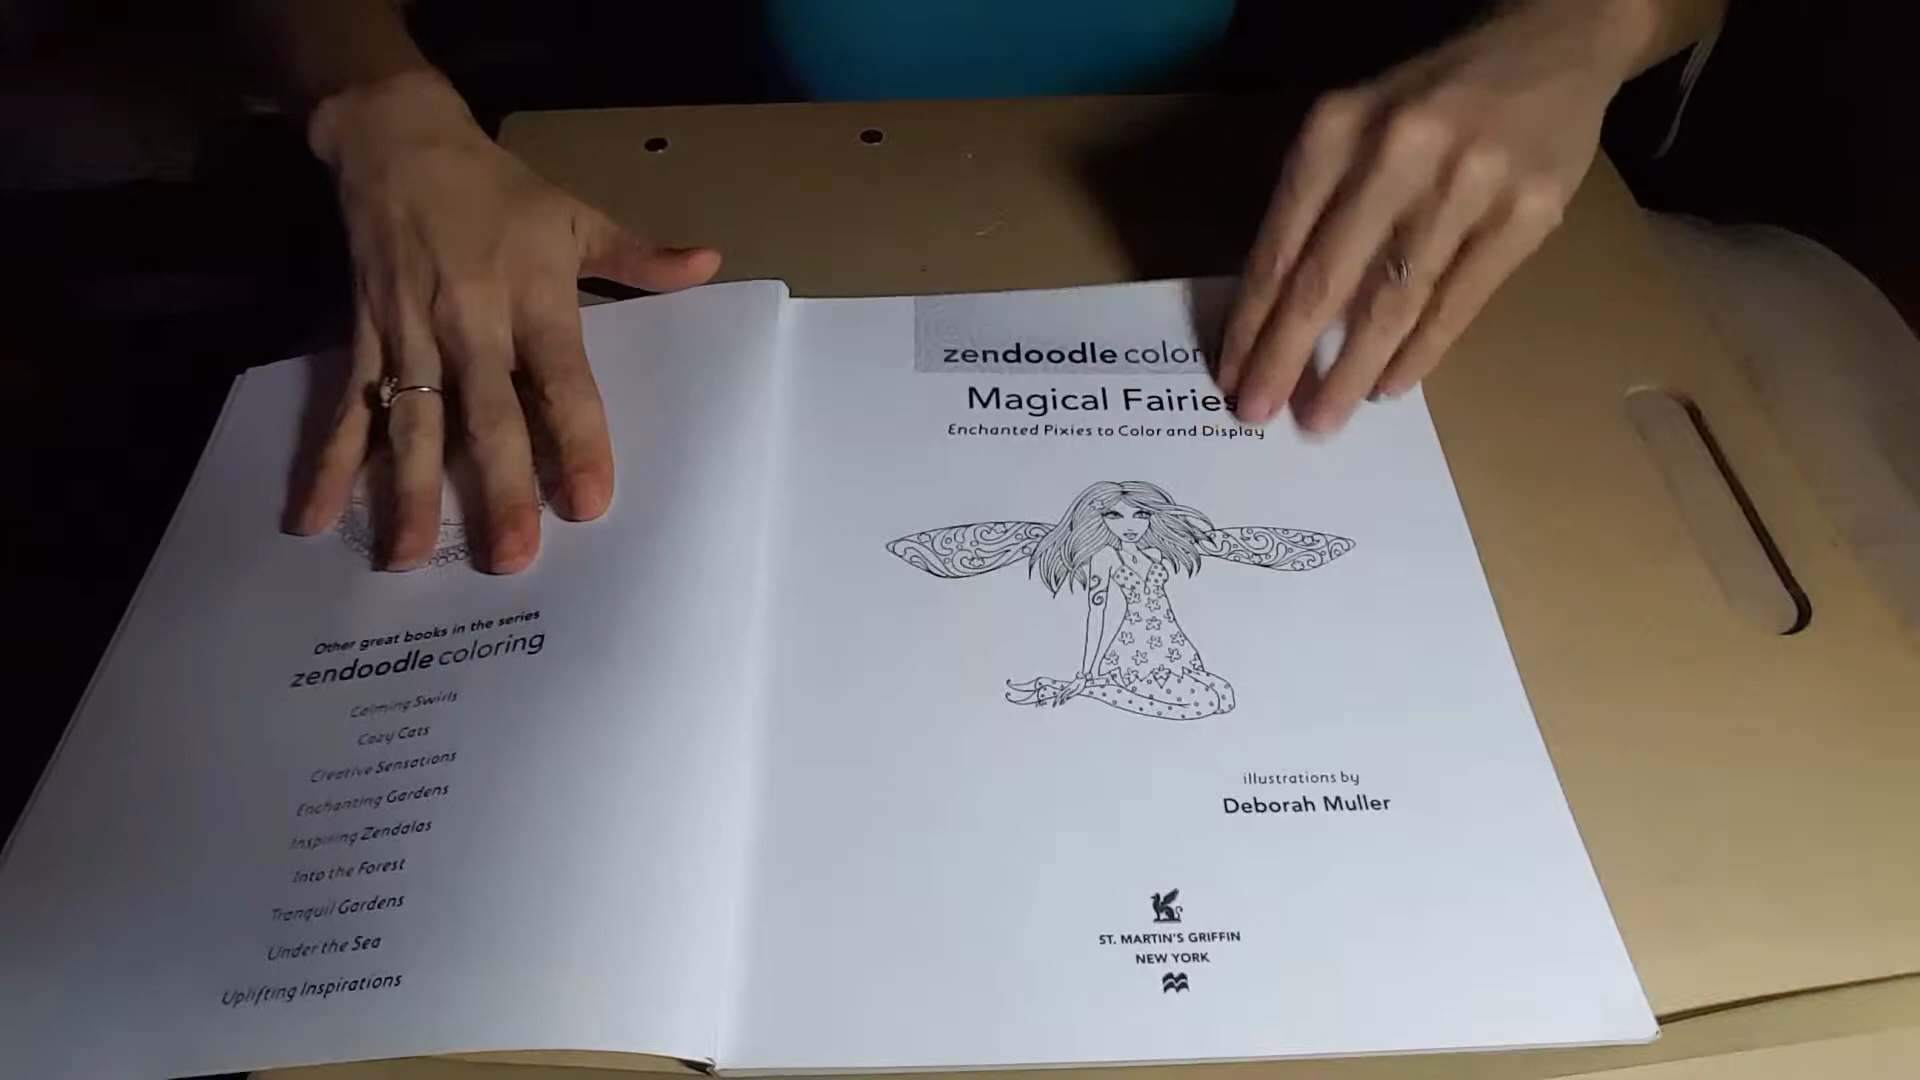 Other great books in the series
zendoodle coloring
Calming Swirls
Cozy Cats
Creative Sensations
Enchanting Gardens
Inspiring Zendalas
Into the Forest
Tranquil Gardens
Under the Sea
Uplifting Inspirations
zendoodle color
Magical Fairies
Enchanted Pixies to Color and Display
illustrations by
Deborah Muller
ST. MARTIN'S GRIFFIN
NEW YORK